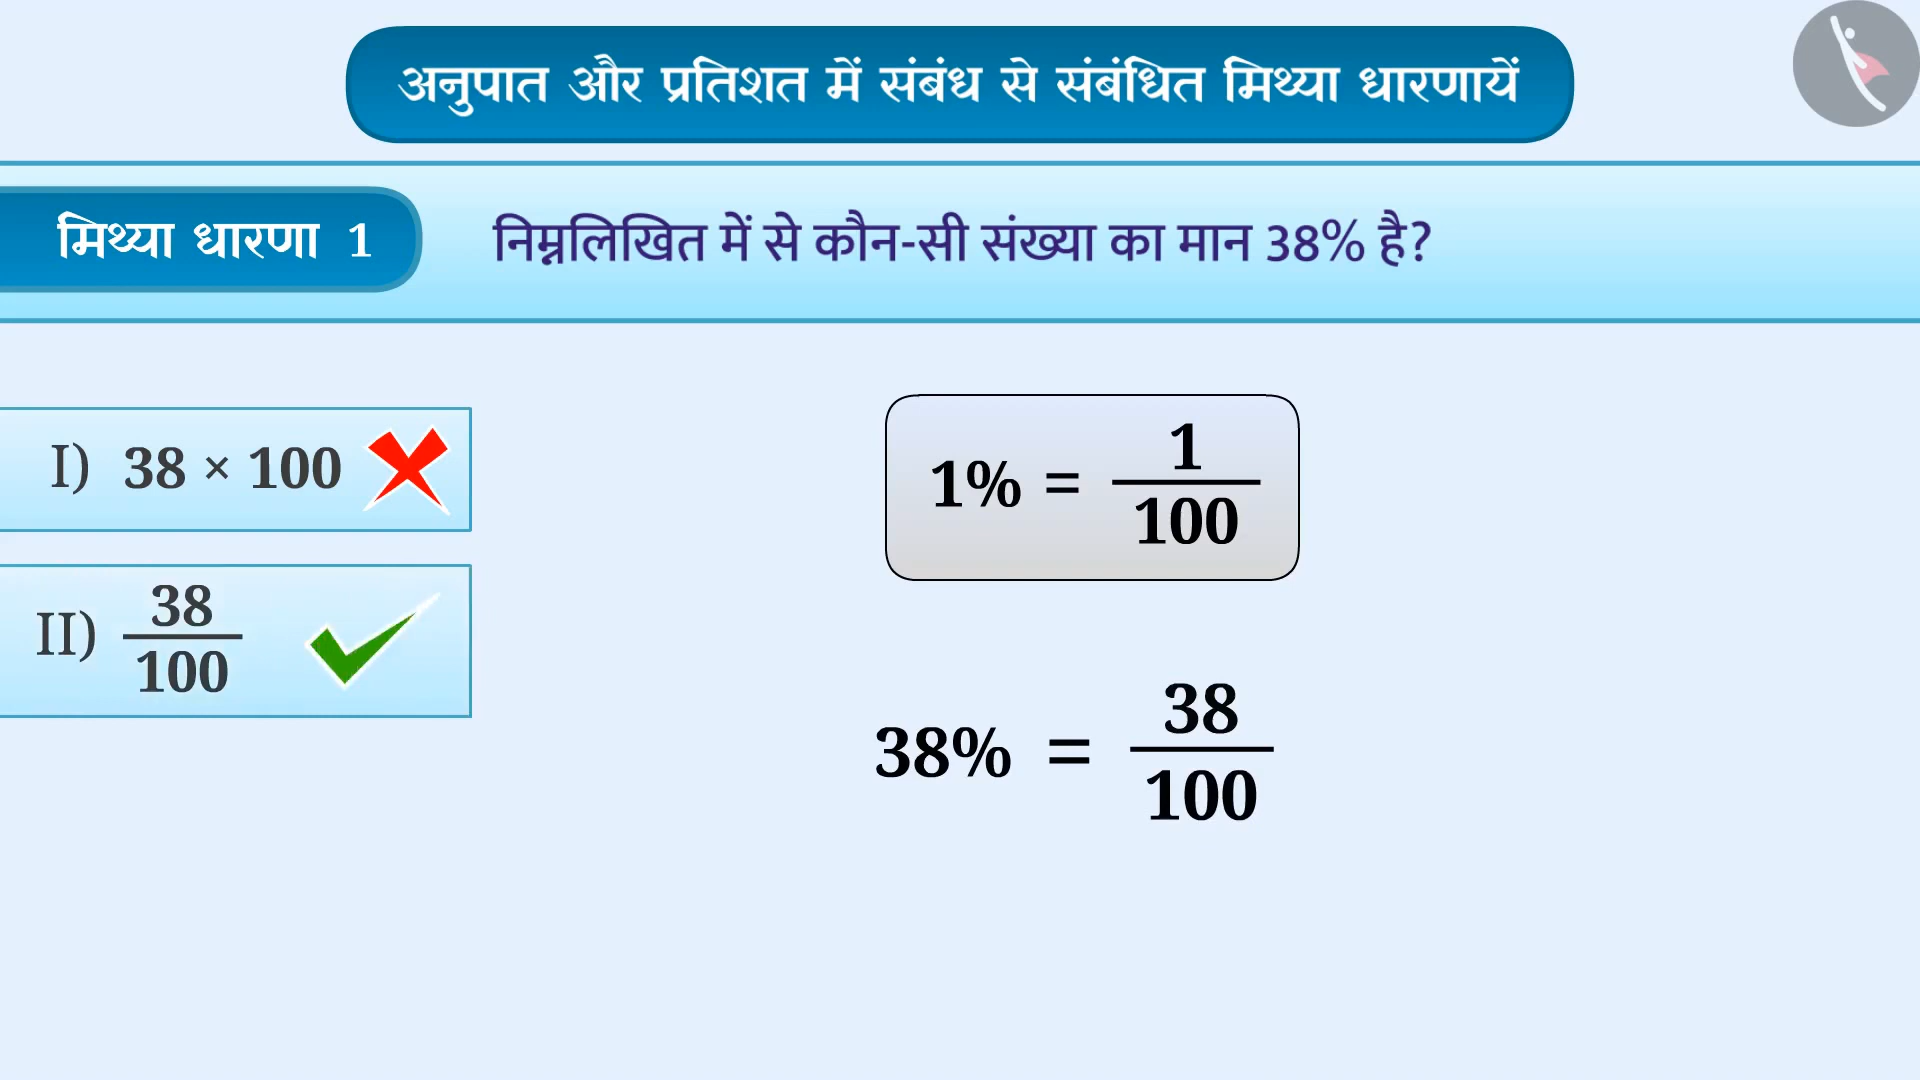 अनुपात और प्रतिशत में संबंध से संबंधित मिथ्या धारणायें
मिथ्या धारणा 1
निम्नलिखित में से कौन-सी संख्या का मान 38% है?
I) 38 × 100
II) 38/100
1% = 1/100
38% = 38/100